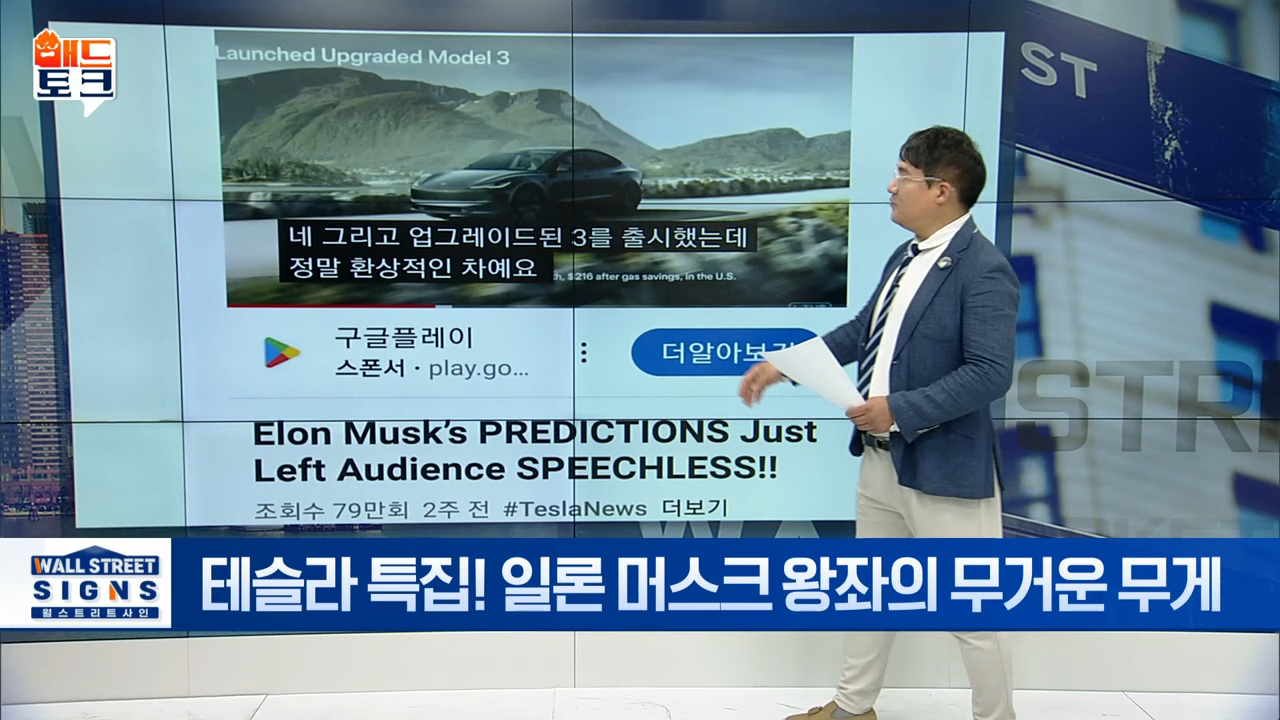 매드
토크
Launched Upgraded Model 3
ST
네 그리고 업그레이드된 3를 출시했는데
정말 환상적인 차예요
$216 after gas savings, in the U.S.
구글플레이
스폰서 · play.go...
더알아보기
Elon Musk's PREDICTIONS Just
Left Audience SPEECHLESS!!
조회수 79만회 2주 전 #TeslaNews 더보기
STRE
WALL STREET
SIGNS
월스트리트사인
테슬라 특집! 일론 머스크 왕좌의 무거운 무게